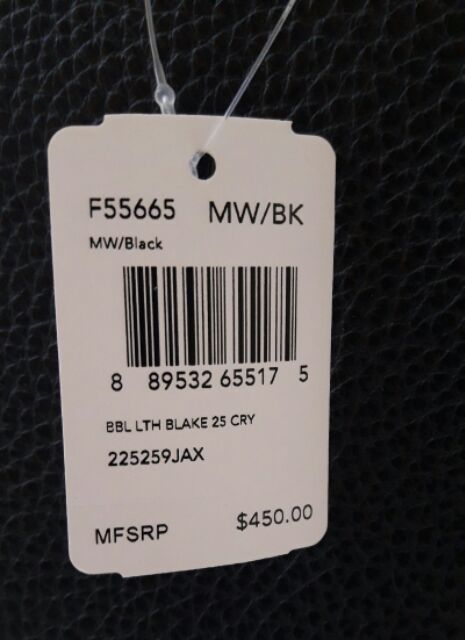 F55665 MW/BK
MW/Black
8 89532 65517 5
BBL LTH BLAKE 25 CRY
225259JAX
MFSRP $450.00